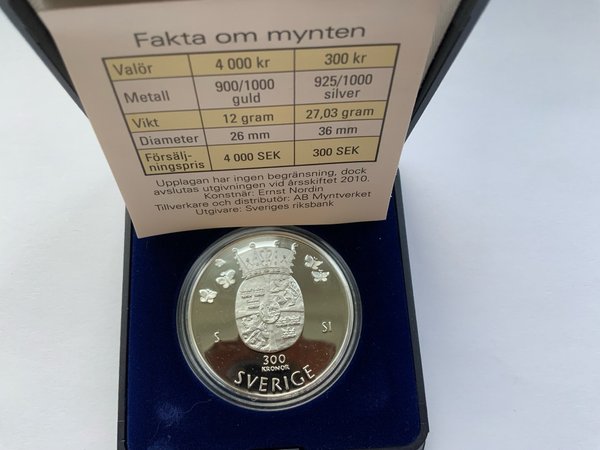 Fakta om mynten
Valör 4 000 kr 300 kr
Metall 900/1000 guld 925/1000 silver
Vikt 12 gram 27,03 gram
Diameter 26 mm 36 mm
Försälj-
ningspris 4 000 SEK 300 SEK
Upplagan har ingen begränsning, dock
avslutas utgivningen vid årsskiftet 2010.
Konstnär: Ernst Nordin
Tillverkare och distributör: AB Myntverket
Utgivare: Sveriges riksbank
S SI
300
KRONOR
SVERIGE